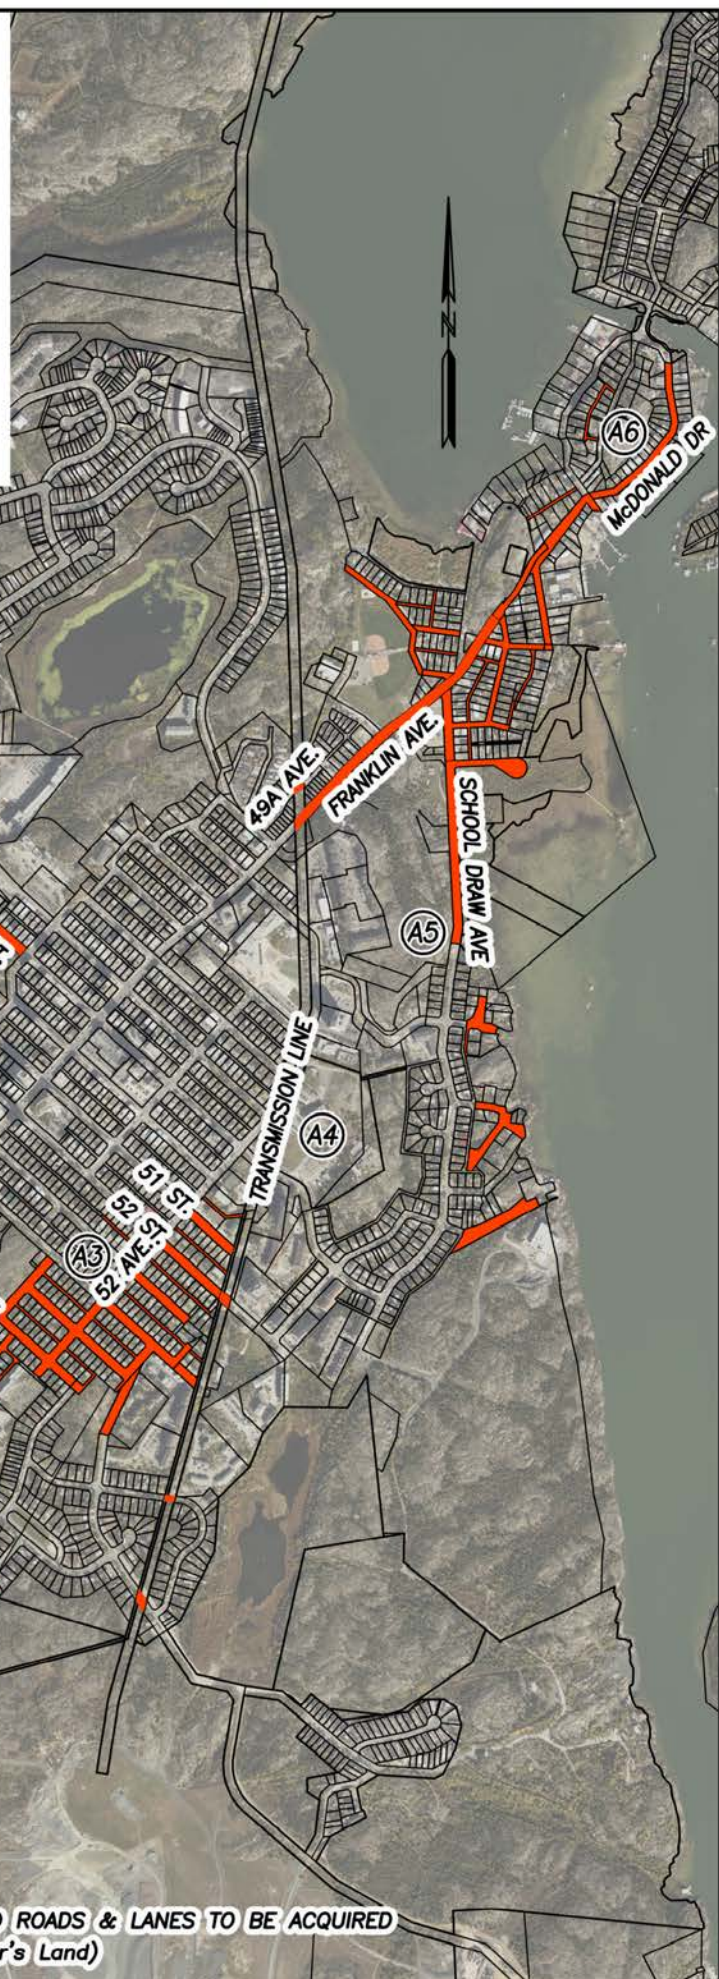 N
A6
McDONALD DR
49A AVE.
FRANKLIN AVE.
SCHOOL DRAW AVE
A5
TRANSMISSION LINE
A4
51 ST.
52 ST.
A3
52 AVE.
ROADS & LANES TO BE ACQUIRED
r's Land)